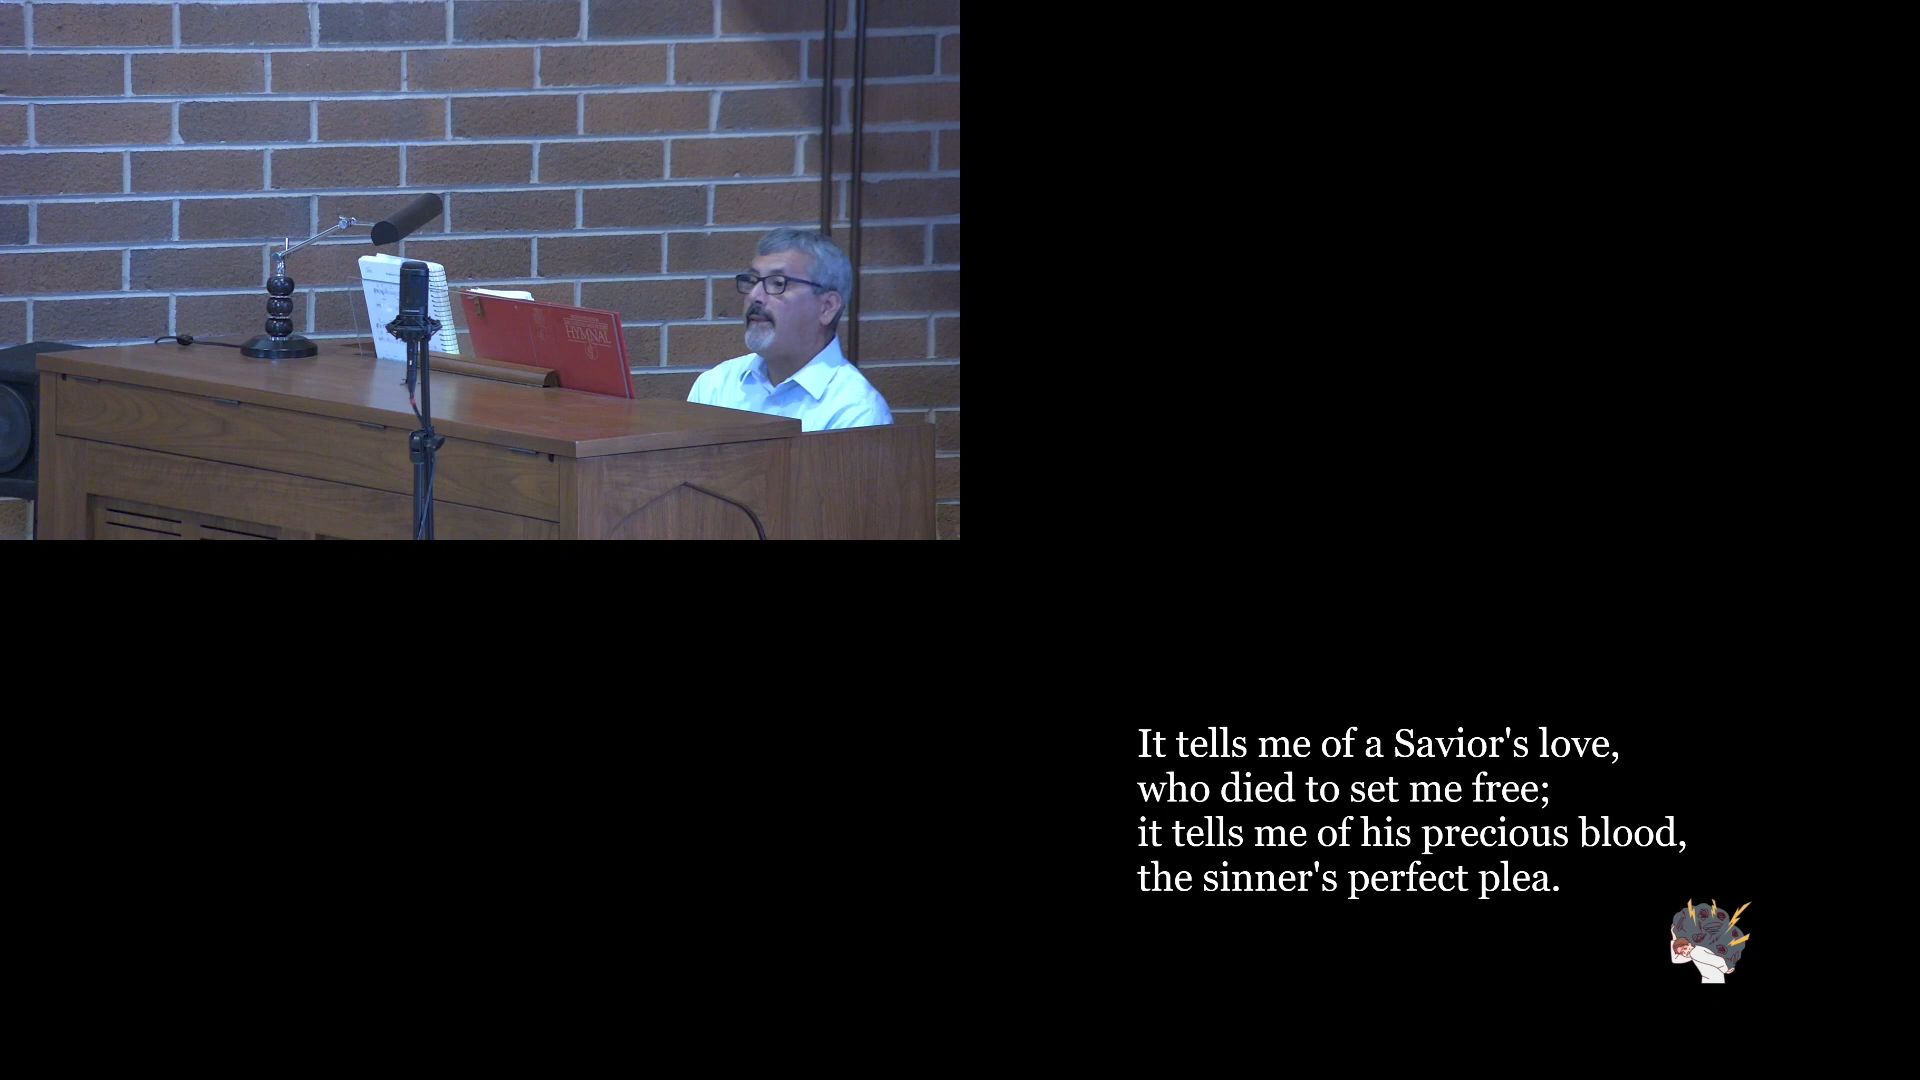 HYMNAL
It tells me of a Savior's love,
who died to set me free;
it tells me of his precious blood,
the sinner's perfect plea.